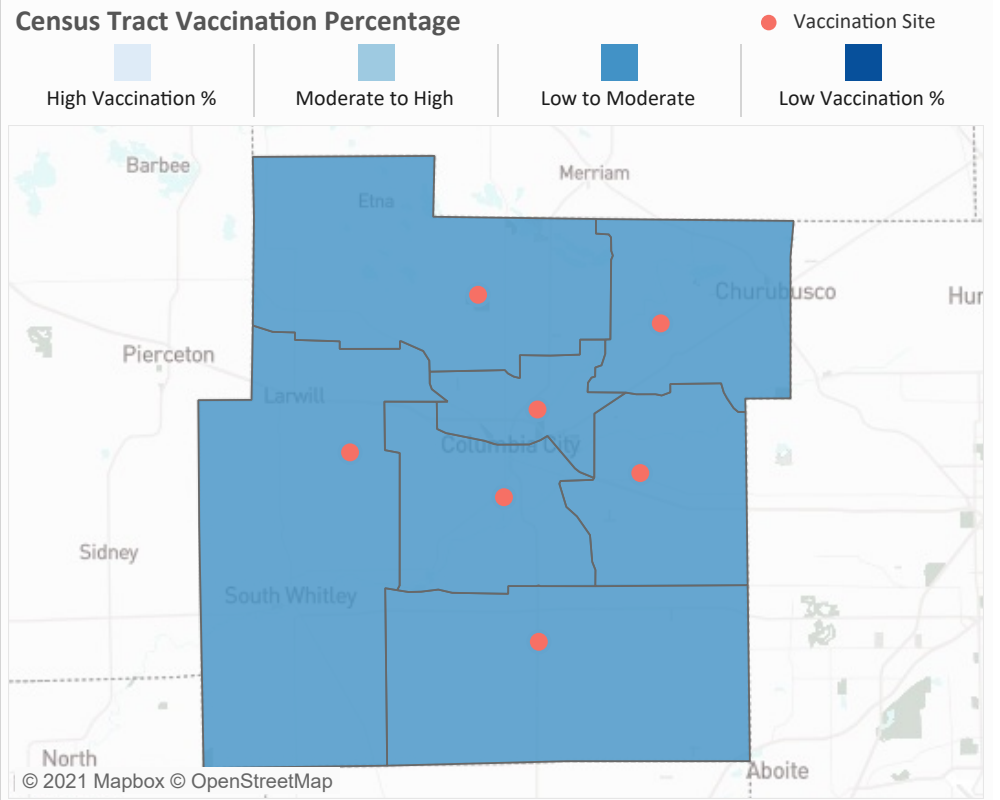 Census Tract Vaccination Percentage
Vaccination Site
High Vaccination %
Moderate to High
Low to Moderate
Low Vaccination %
Barbee
Merriam
Etna
Churubusco
Hur
Pierceton
Larwill
Columbia City
Sidney
South Whitley
North
Aboite
© 2021 Mapbox © OpenStreetMap